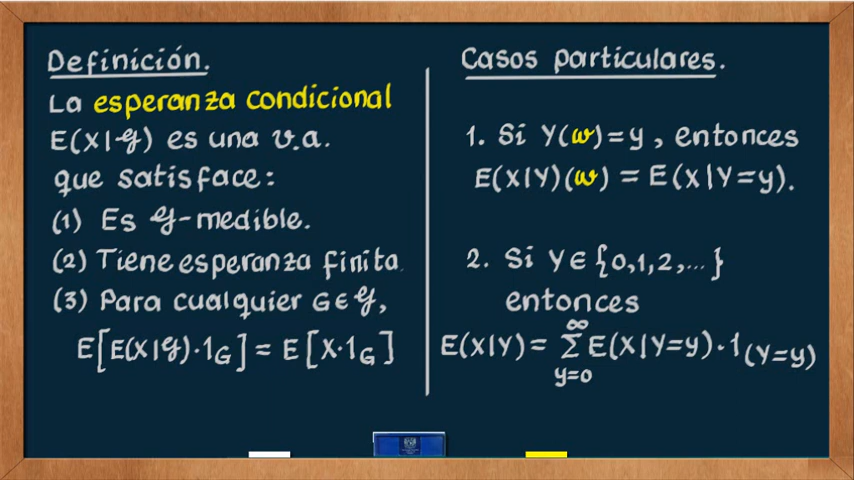 Definición.
La esperanza condicional
E(X|𝒢) es una v.a.
que satisface:
(1) Es 𝒢-medible.
(2) Tiene esperanza finita.
(3) Para cualquier G∈𝒢,
E[E(X|𝒢)·1_G] = E[X·1_G]
Casos particulares.
1. Si Y(ω)=y, entonces
E(X|Y)(ω) = E(X|Y=y).
2. Si Y∈{0,1,2,...}
entonces
E(X|Y) = ∑_{y=0}^{∞} E(X|Y=y)·1_(Y=y)